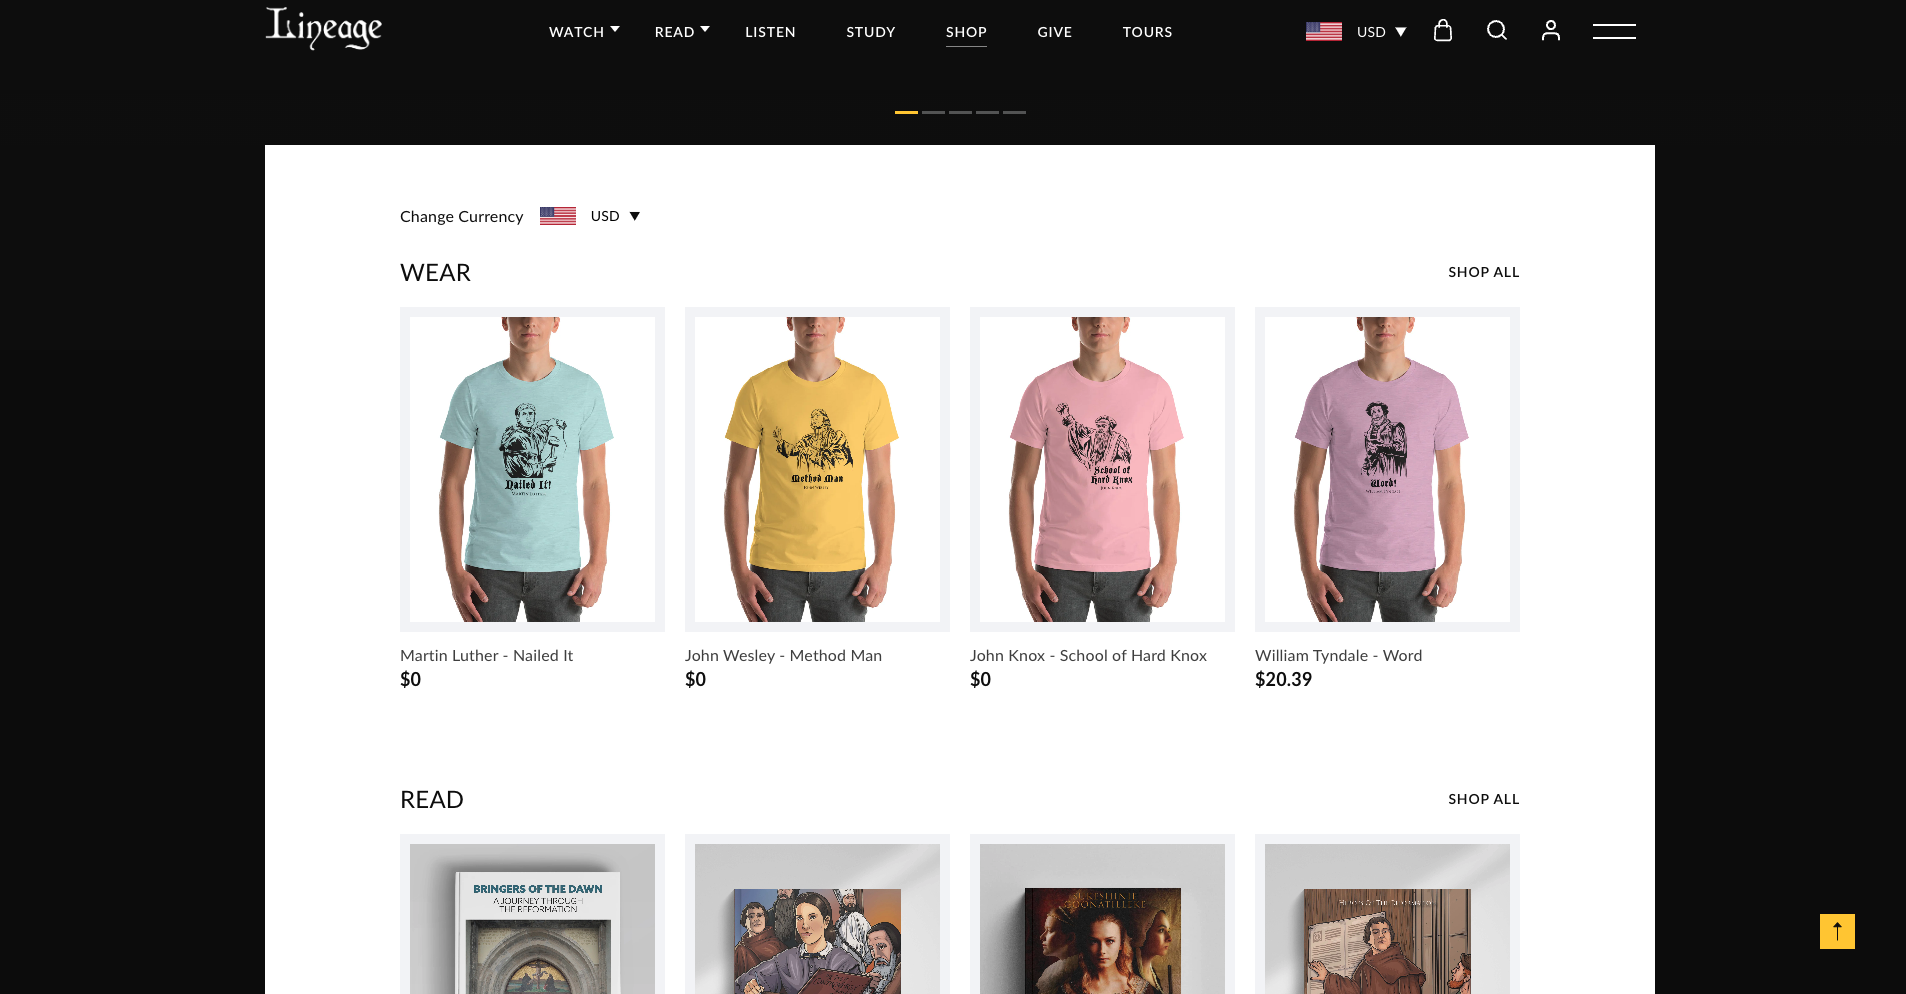 Lineage
WATCH
READ
LISTEN
STUDY
SHOP
GIVE
TOURS
USD
Change Currency
USD
WEAR
SHOP ALL
Nailed It!
Method Man
School of
Hard Knox
Word!
Martin Luther - Nailed It
John Wesley - Method Man
John Knox - School of Hard Knox
William Tyndale - Word
$0
$0
$0
$20.39
READ
SHOP ALL
BRINGERS OF THE DAWN
A JOURNEY THROUGH
THE REFORMATION
GOONATILLEKE